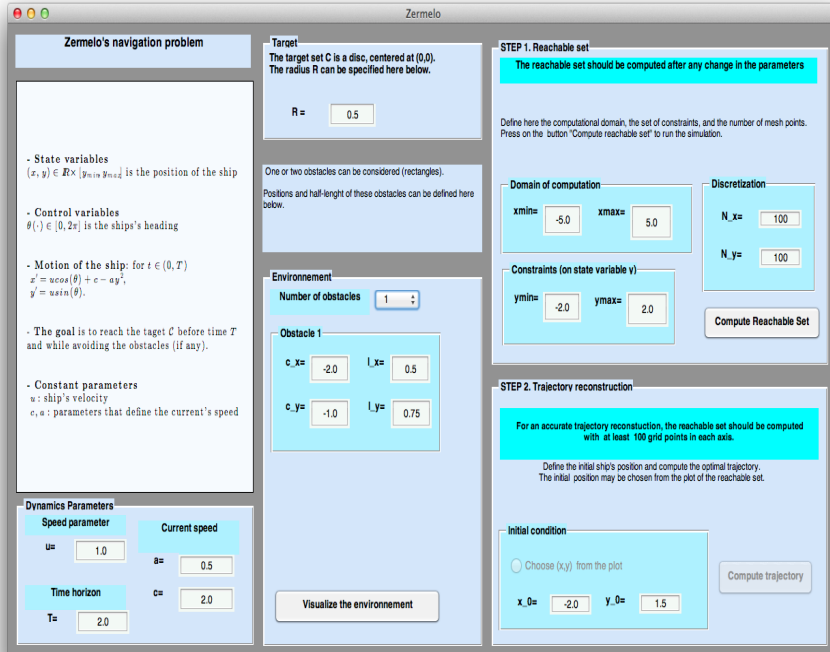 Zermelo
Zermelo's navigation problem
- State variables
(x, y) ∈ R × [y_min, y_max] is the position of the ship
- Control variables
θ(·) ∈ [0, 2π] is the ships's heading
- Motion of the ship: for t ∈ (0, T)
x' = ucos(θ) + c − ay²,
y' = usin(θ).
- The goal is to reach the taget C before time T
and while avoiding the obstacles (if any).
- Constant parameters
u : ship's velocity
c, a : parameters that define the current's speed
Dynamics Parameters
Speed parameter
u= 1.0
Time horizon
T= 2.0
Current speed
a= 0.5
c= 2.0
Target
The target set C is a disc, centered at (0,0).
The radius R can be specified here below.
R = 0.5
One or two obstacles can be considered (rectangles).
Positions and half-lenght of these obstacles can be defined here
below.
Environnement
Number of obstacles 1
Obstacle 1
c_x= -2.0 l_x= 0.5
c_y= -1.0 l_y= 0.75
Visualize the environnement
STEP 1. Reachable set
The reachable set should be computed after any change in the parameters
Define here the computational domain, the set of constraints, and the number of mesh points.
Press on the button "Compute reachable set" to run the simulation.
Domain of computation
xmin= -5.0 xmax= 5.0
Constraints (on state variable y)
ymin= -2.0 ymax= 2.0
Discretization
N_x= 100
N_y= 100
Compute Reachable Set
STEP 2. Trajectory reconstruction
For an accurate trajectory reconstuction, the reachable set should be computed
with at least 100 grid points in each axis.
Define the initial ship's position and compute the optimal trajectory.
The initial position may be chosen from the plot of the reachable set.
Initial condition
Choose (x,y) from the plot
x_0= -2.0 y_0= 1.5
Compute trajectory